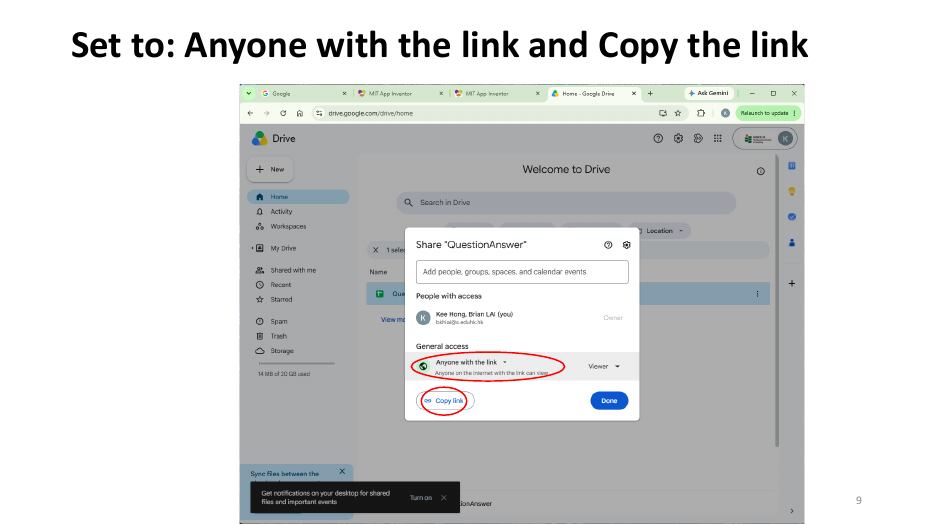 Set to: Anyone with the link and Copy the link
Google
MIT App Inventor
MIT App Inventor
Home - Google Drive
Ask Gemini
drive.google.com/drive/home
K
Relaunch to update
Drive
K
New
Welcome to Drive
Home
Search in Drive
Activity
Workspaces
Location
My Drive
1 selec
Share "QuestionAnswer"
Shared with me
Name
Add people, groups, spaces, and calendar events
Recent
Starred
Que
People with access
Spam
View mo
K
Kee Hong, Brian LAI (you)
Owner
Trash
Storage
General access
14 MB of 20 GB used
Anyone with the link
Viewer
Anyone on the internet with the link can view
Copy link
Done
Sync files between the
Get notifications on your desktop for shared
files and important events
Turn on
ionAnswer
9